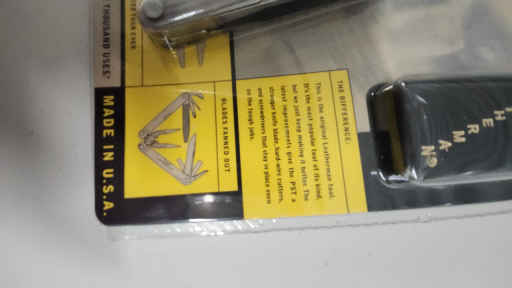 THOUSAND USES"
MADE IN U.S.A.
BLADES FANNED OUT
THE DIFFERENCE:
This is the original Leatherman tool.
It's the most popular tool of its kind,
but we just keep making it better. The
latest improvements give the PST a
stronger knife blade, hard-wire cutters,
and screwdrivers that stay in place even
on the tough jobs.
HERMAN®